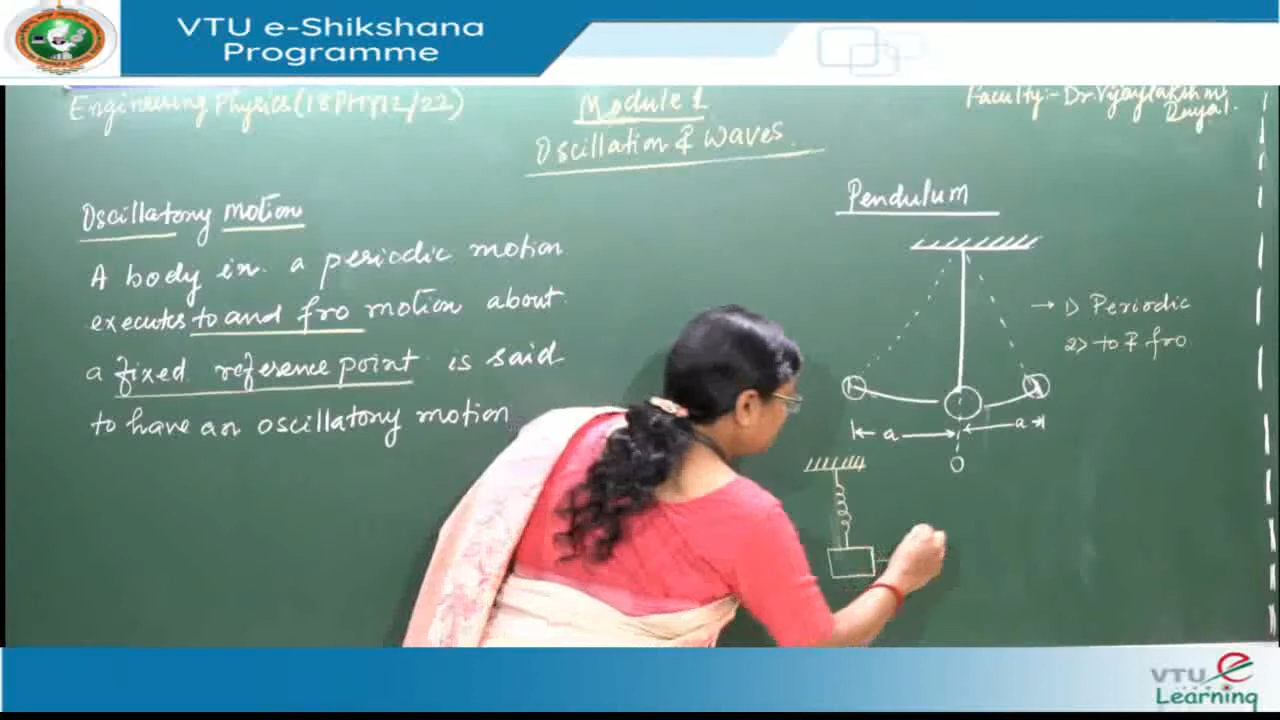 VTU e-Shikshana
Programme
Engineering Physics (18PHY12/22)
Module 1
Oscillation & Waves
Faculty:- Dr. Vijaylakshmi
Dayal.
Oscillatory Motion
A body in a periodic motion
executes to and fro motion about
a fixed reference point is said
to have an oscillatory motion
Pendulum
→ 1) Periodic
2) to & fro
a
a
O
VTU
e
Learning